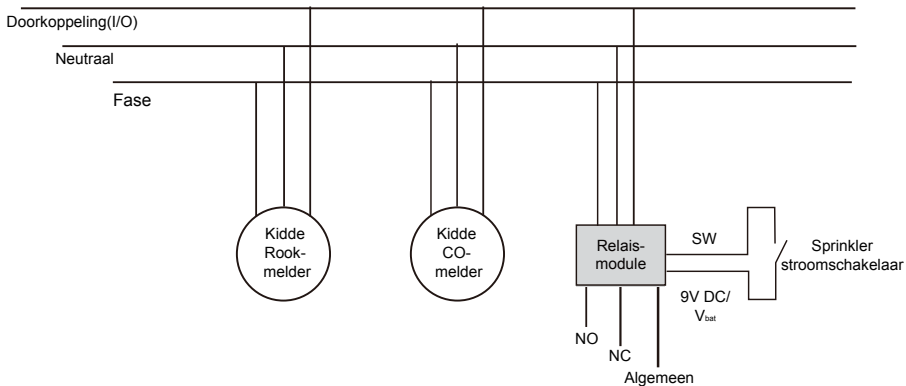 Doorkoppeling(I/O)
Neutraal
Fase
Kidde
Rook-
melder
Kidde
CO-
melder
Relais-
module
SW
9V DC/
Vbat
Sprinkler
stroomschakelaar
NO
NC
Algemeen